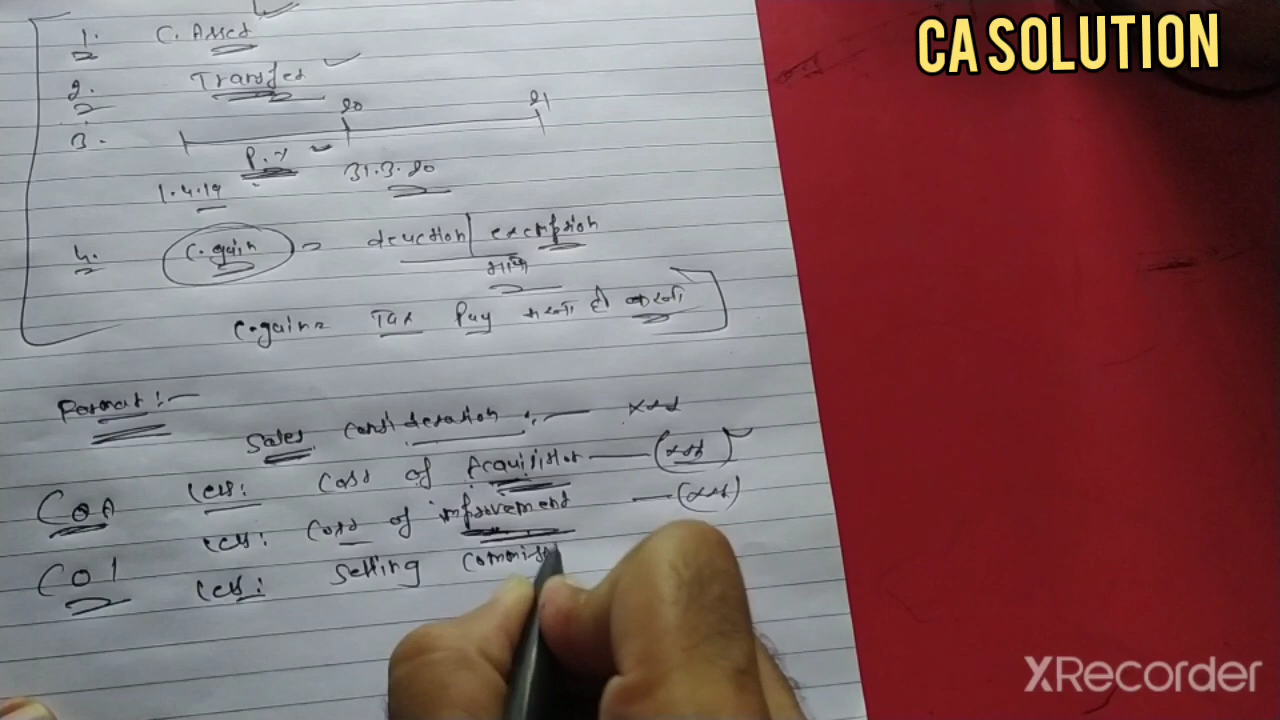 CA SOLUTION
1. C. Asset
2. Transfer
20 21
3. P.Y
1.4.19 31.3.20
4. C.gain = deduction | exemption
C.gain = Tax Pay करना ही
Format :-
Sales consideration :- xxx
COA Less: Cost of Acquisition — (xxx)
Less: Cost of improvement — (xxx)
COI Less: Selling commiss
XRecorder